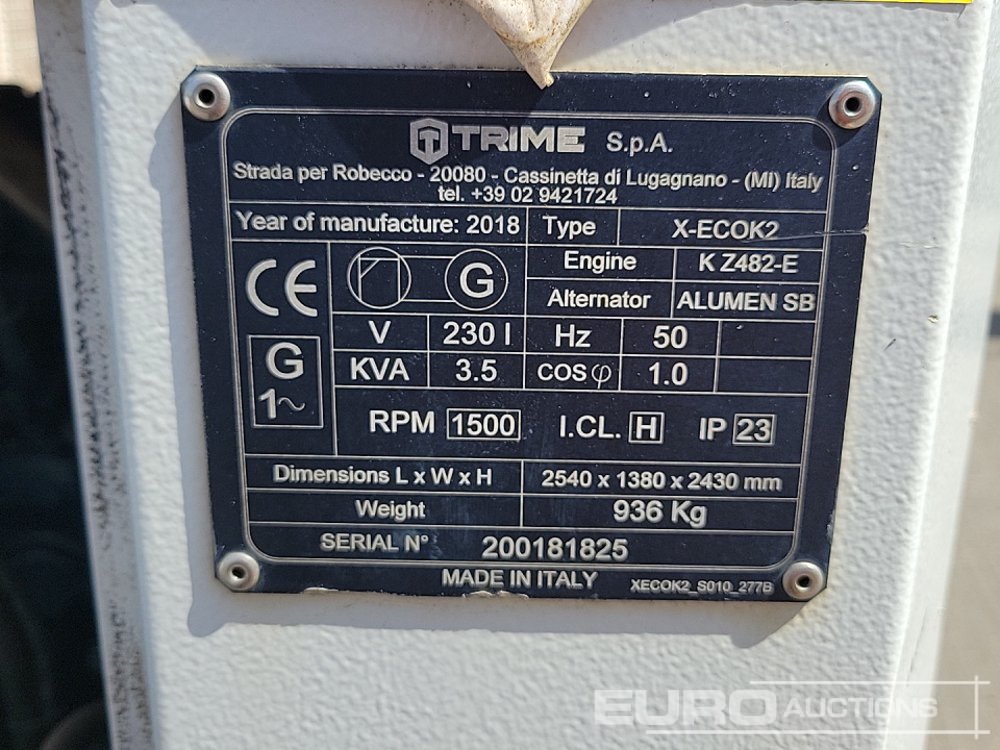 TRIME S.p.A.
Strada per Robecco - 20080 - Cassinetta di Lugagnano - (MI) Italy
tel. +39 02 9421724
Year of manufacture: 2018 Type X-ECOK2
CE G Engine K Z482-E
Alternator ALUMEN SB
G 1~ V 230 I Hz 50
KVA 3.5 COS φ 1.0
RPM 1500 I.CL. H IP 23
Dimensions L x W x H 2540 x 1380 x 2430 mm
Weight 936 Kg
SERIAL N° 200181825
MADE IN ITALY XECOK2_S010_277B
EURO AUCTIONS